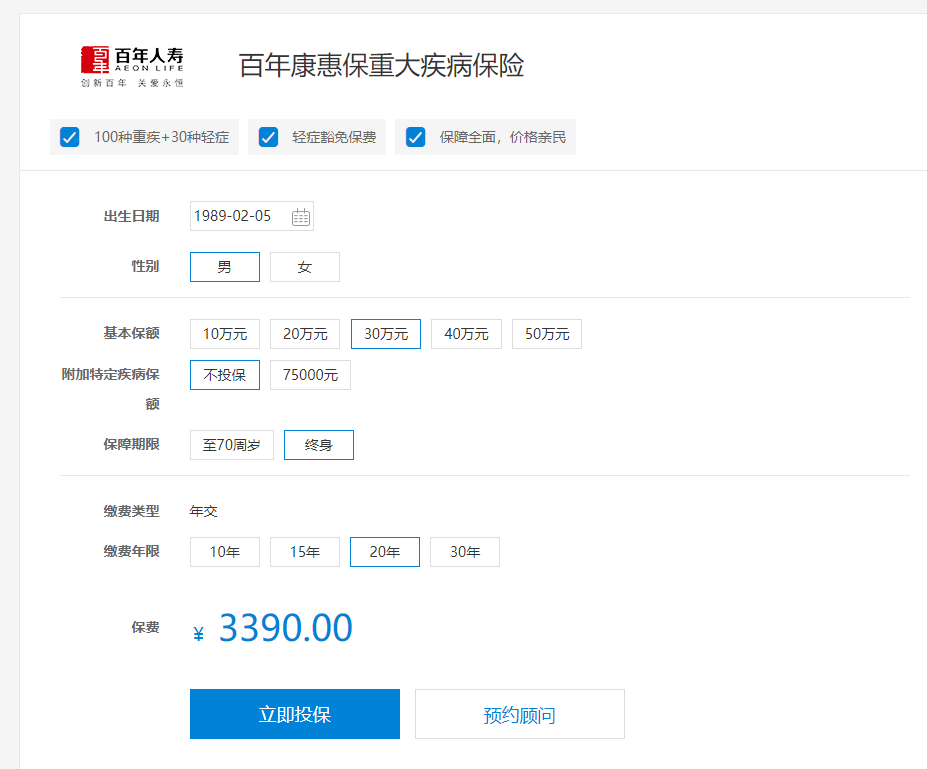 百年人寿
AEON LIFE
创新百年 关爱永恒
百年康惠保重大疾病保险
100种重疾+30种轻症 轻症豁免保费 保障全面，价格亲民
出生日期 1989-02-05
性别 男 女
基本保额 10万元 20万元 30万元 40万元 50万元
附加特定疾病保
额
不投保 75000元
保障期限 至70周岁 终身
缴费类型 年交
缴费年限 10年 15年 20年 30年
保费 ¥ 3390.00
立即投保 预约顾问